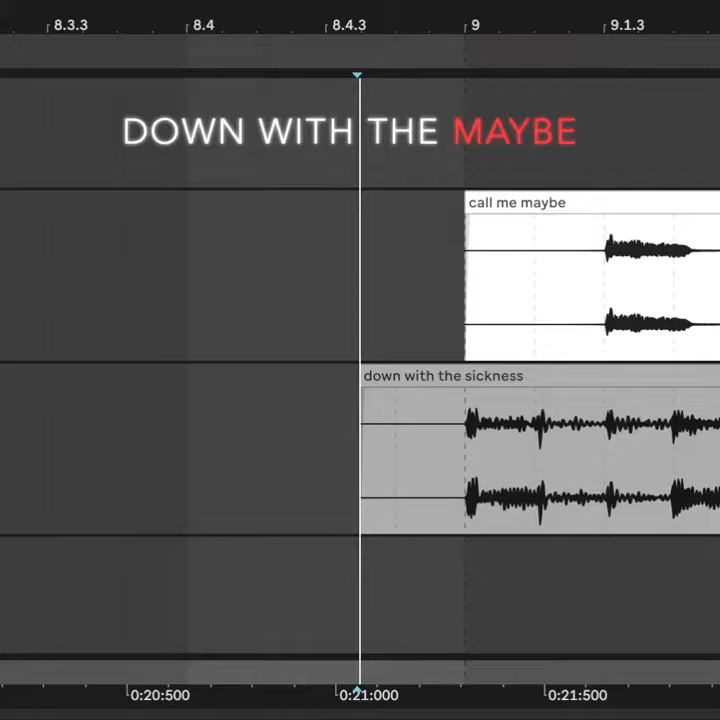 8.3.3 8.4 8.4.3 9 9.1.3
DOWN WITH THE MAYBE
call me maybe
down with the sickness
0:20:500 0:21:000 0:21:500